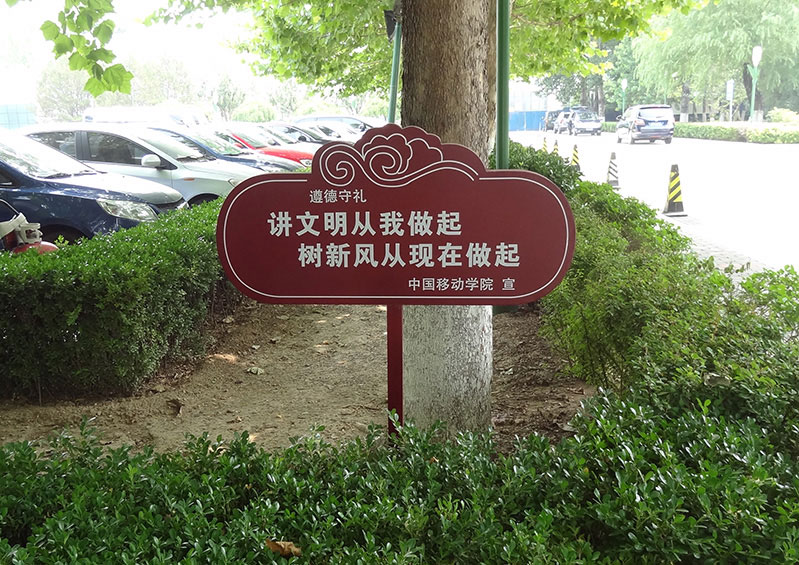 遵德守礼
讲文明从我做起
树新风从现在做起
中国移动学院 宣